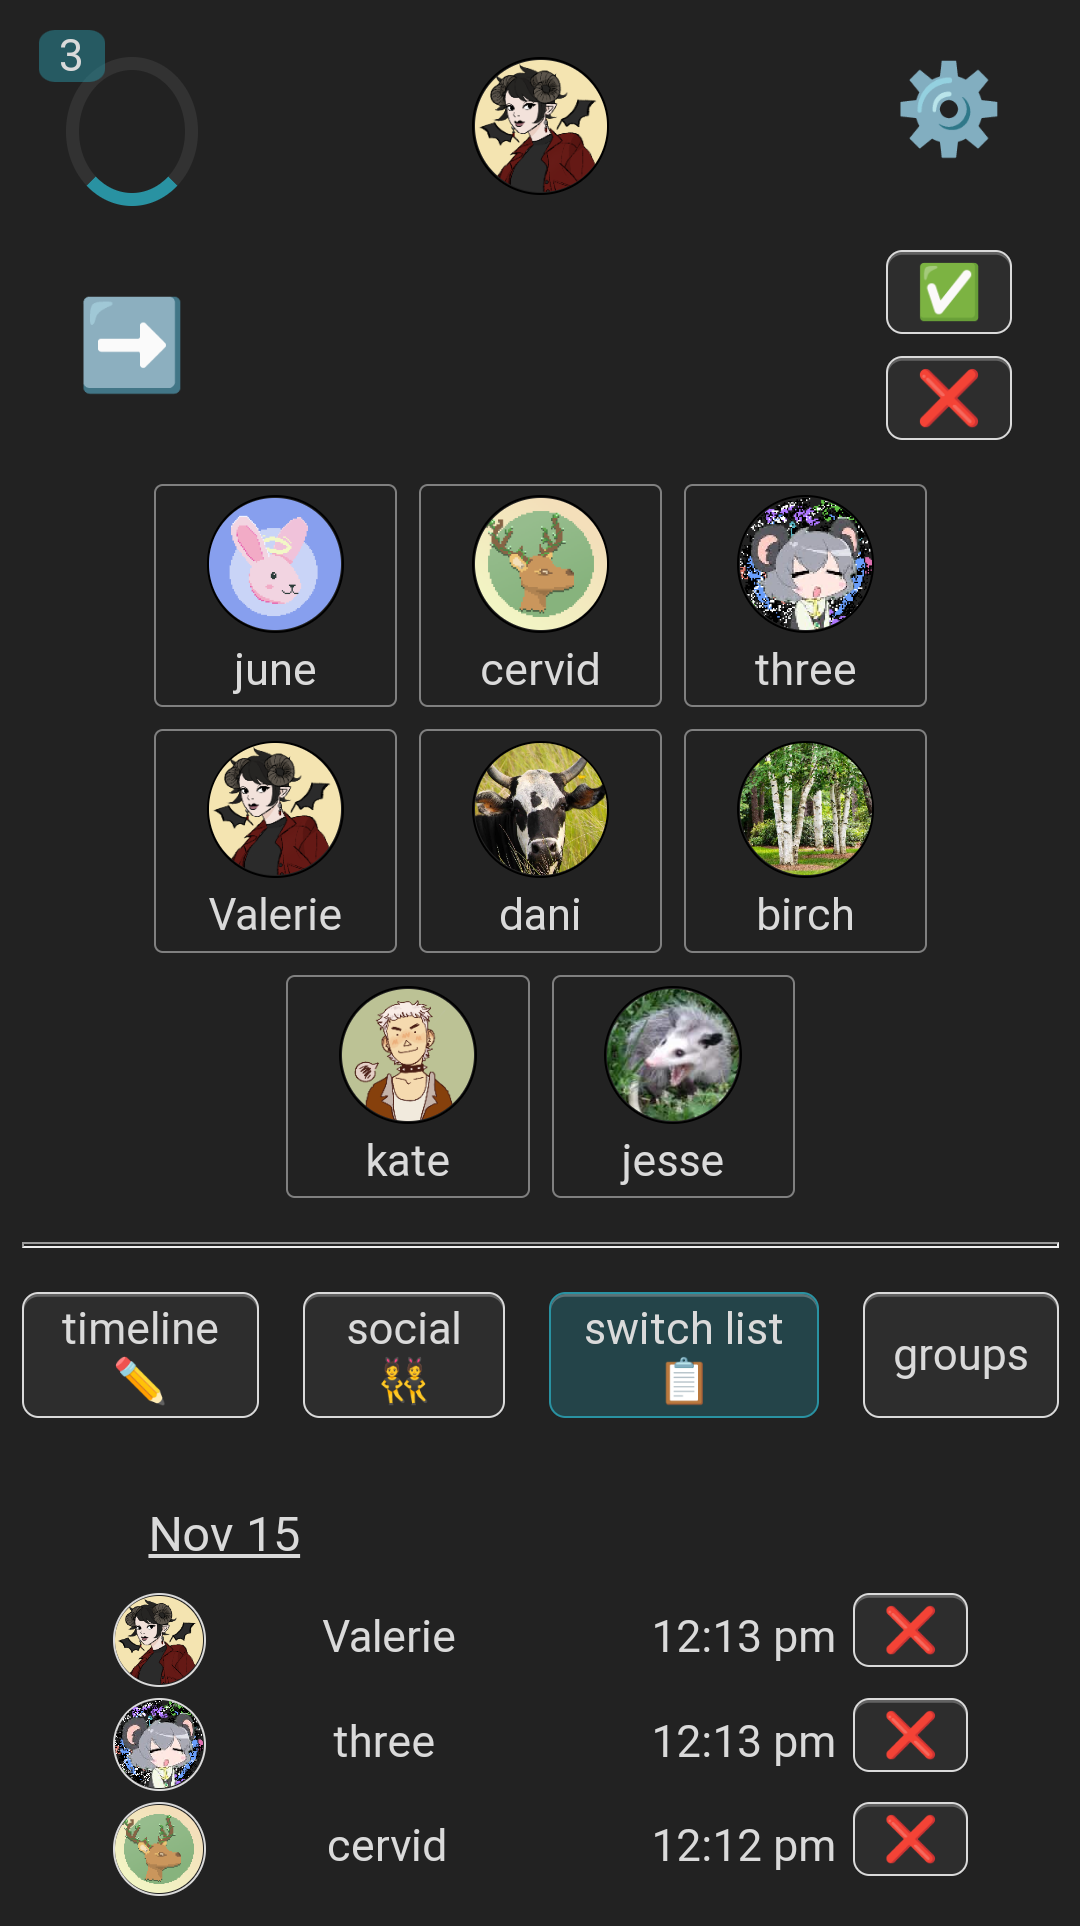 3
june
cervid
three
Valerie
dani
birch
kate
jesse
timeline
social
switch list
groups
Nov 15
Valerie 12:13 pm
three 12:13 pm
cervid 12:12 pm